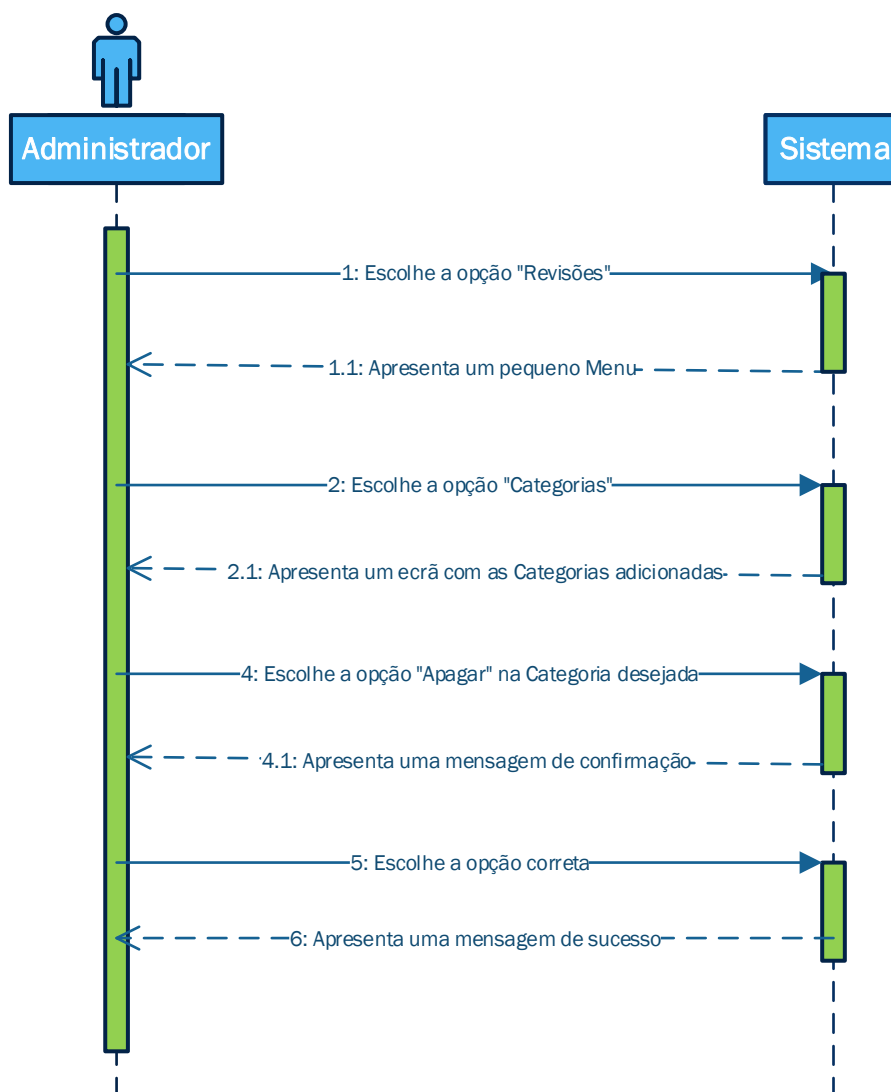 Administrador
Sistema
1: Escolhe a opção "Revisões"
1.1: Apresenta um pequeno Menu
2: Escolhe a opção "Categorias"
2.1: Apresenta um ecrã com as Categorias adicionadas
4: Escolhe a opção "Apagar" na Categoria desejada
4.1: Apresenta uma mensagem de confirmação
5: Escolhe a opção correta
6: Apresenta uma mensagem de sucesso